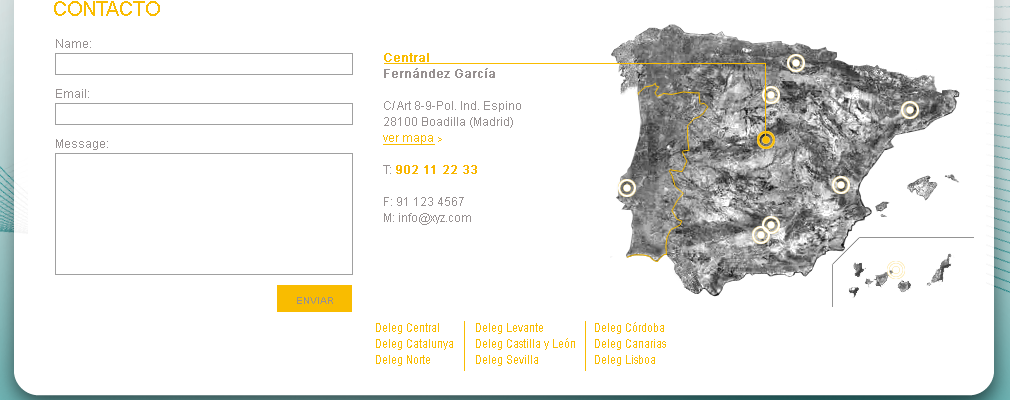 CONTACTO
Name:
Email:
Message:
ENVIAR
Central
Fernández García
C/Art 8-9-Pol. Ind. Espino
28100 Boadilla (Madrid)
ver mapa >
T: 902 11 22 33
F: 91 123 4567
M: info@xyz.com
Deleg Central
Deleg Catalunya
Deleg Norte
Deleg Levante
Deleg Castilla y León
Deleg Sevilla
Deleg Córdoba
Deleg Canarias
Deleg Lisboa